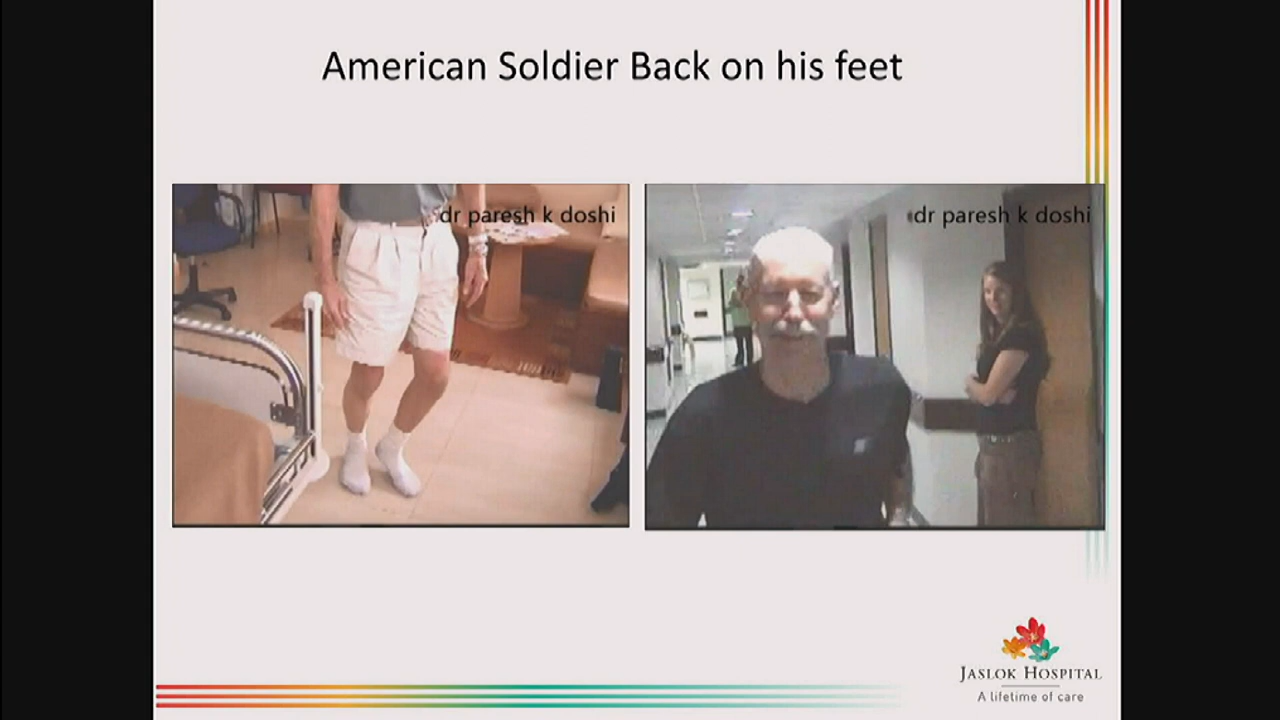 American Soldier Back on his feet
dr paresh k doshi
dr paresh k doshi
JASLOK HOSPITAL
A lifetime of care